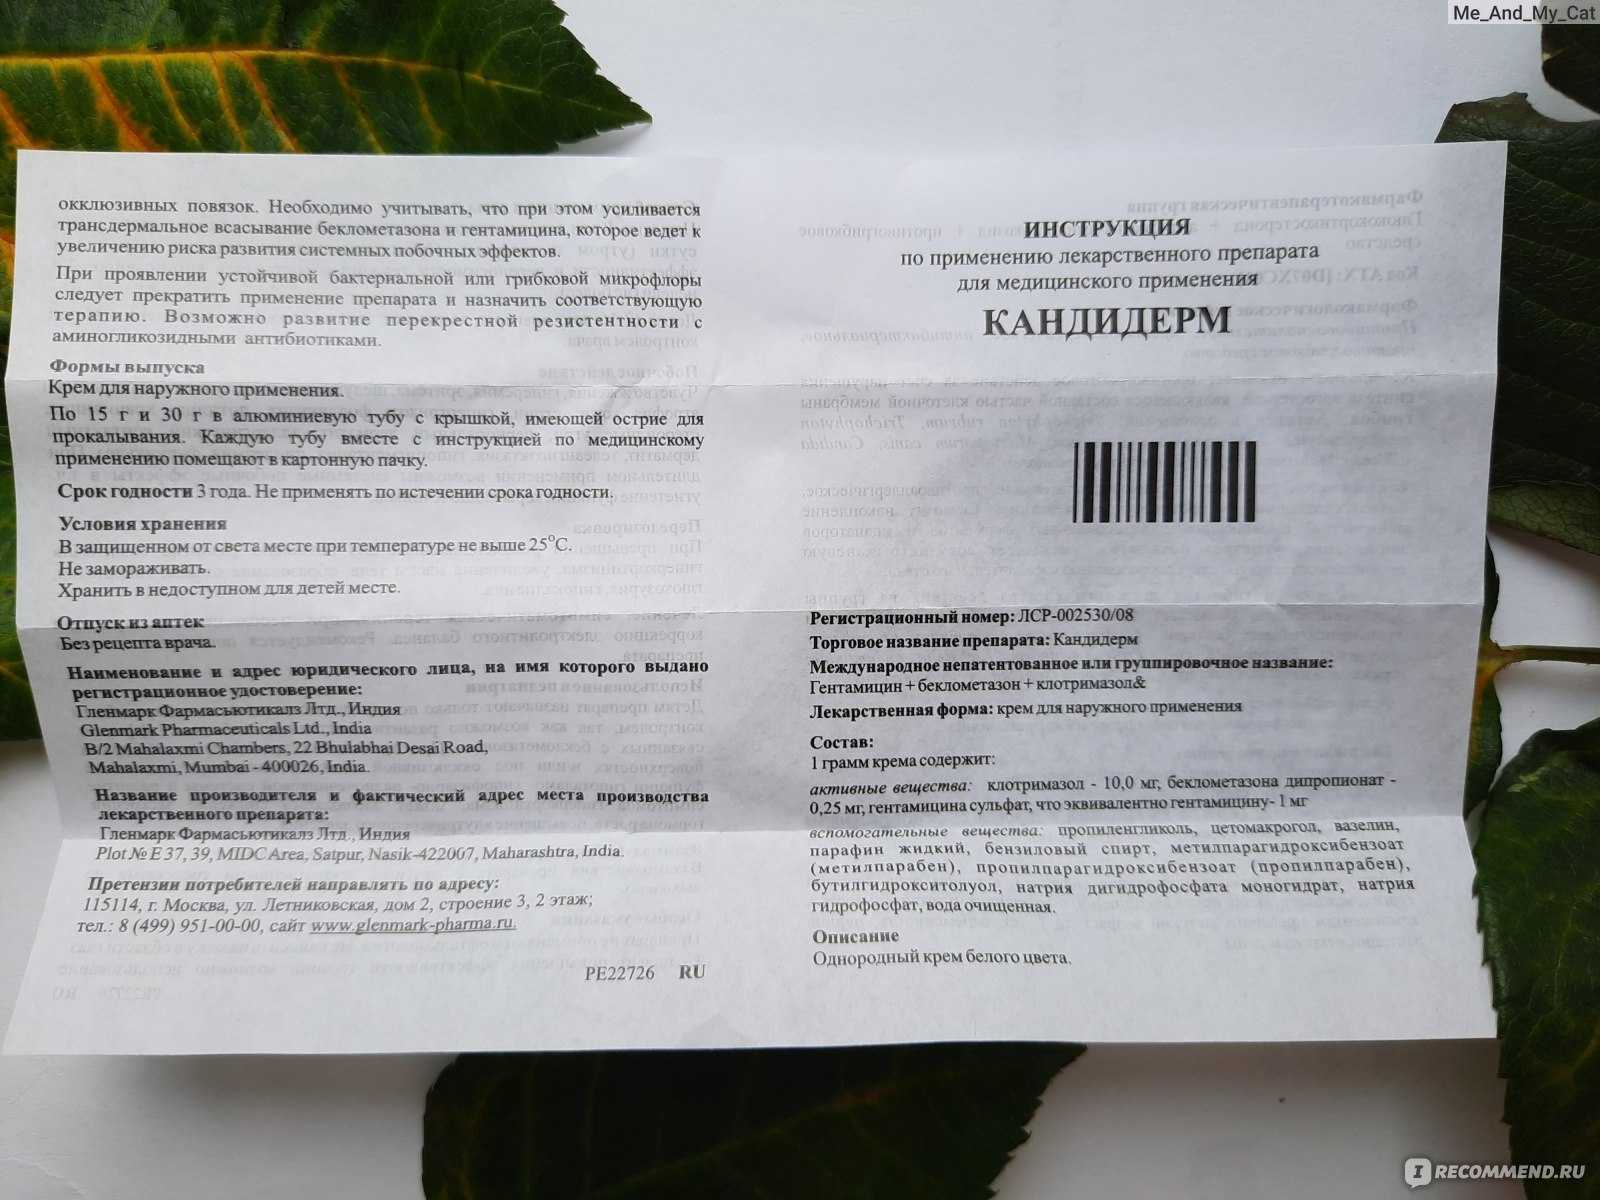 Me_And_My_Cat
окклюзивных повязок. Необходимо учитывать, что при этом усиливается
трансдермальное всасывание беклометазона и гентамицина, которое ведет к
увеличению риска развития системных побочных эффектов.
При проявлении устойчивой бактериальной или грибковой микрофлоры
следует прекратить применение препарата и назначить соответствующую
терапию. Возможно развитие перекрестной резистентности с
аминогликозидными антибиотиками.
Формы выпуска
Крем для наружного применения.
По 15 г и 30 г в алюминиевую тубу с крышкой, имеющей острие для
прокалывания. Каждую тубу вместе с инструкцией по медицинскому
применению помещают в картонную пачку.
Срок годности 3 года. Не применять по истечении срока годности.
Условия хранения
В защищенном от света месте при температуре не выше 25°С.
Не замораживать.
Хранить в недоступном для детей месте.
Отпуск из аптек
Без рецепта врача.
Наименование и адрес юридического лица, на имя которого выдано
регистрационное удостоверение:
Гленмарк Фармасьютикалз Лтд., Индия
Glenmark Pharmaceuticals Ltd., India
B/2 Mahalaxmi Chambers, 22 Bhulabhai Desai Road,
Mahalaxmi, Mumbai - 400026, India.
Название производителя и фактический адрес места производства
лекарственного препарата:
Гленмарк Фармасьютикалз Лтд., Индия
Plot № E 37, 39, MIDC Area, Satpur, Nasik-422007, Maharashtra, India.
Претензии потребителей направлять по адресу:
115114, г. Москва, ул. Летниковская, дом 2, строение 3, 2 этаж;
тел.: 8 (499) 951-00-00, сайт www.glenmark-pharma.ru.
PE22726 RU
ИНСТРУКЦИЯ
по применению лекарственного препарата
для медицинского применения
КАНДИДЕРМ
Регистрационный номер: ЛСР-002530/08
Торговое название препарата: Кандидерм
Международное непатентованное или группировочное название:
Гентамицин + беклометазон + клотримазол&
Лекарственная форма: крем для наружного применения
Состав:
1 грамм крема содержит:
активные вещества: клотримазол - 10,0 мг, беклометазона дипропионат -
0,25 мг, гентамицина сульфат, что эквивалентно гентамицину- 1 мг
вспомогательные вещества: пропиленгликоль, цетомакрогол, вазелин,
парафин жидкий, бензиловый спирт, метилпарагидроксибензоат
(метилпарабен), пропилпарагидроксибензоат (пропилпарабен),
бутилгидрокситолуол, натрия дигидрофосфата моногидрат, натрия
гидрофосфат, вода очищенная.
Описание
Однородный крем белого цвета.
IRECOMMEND.RU